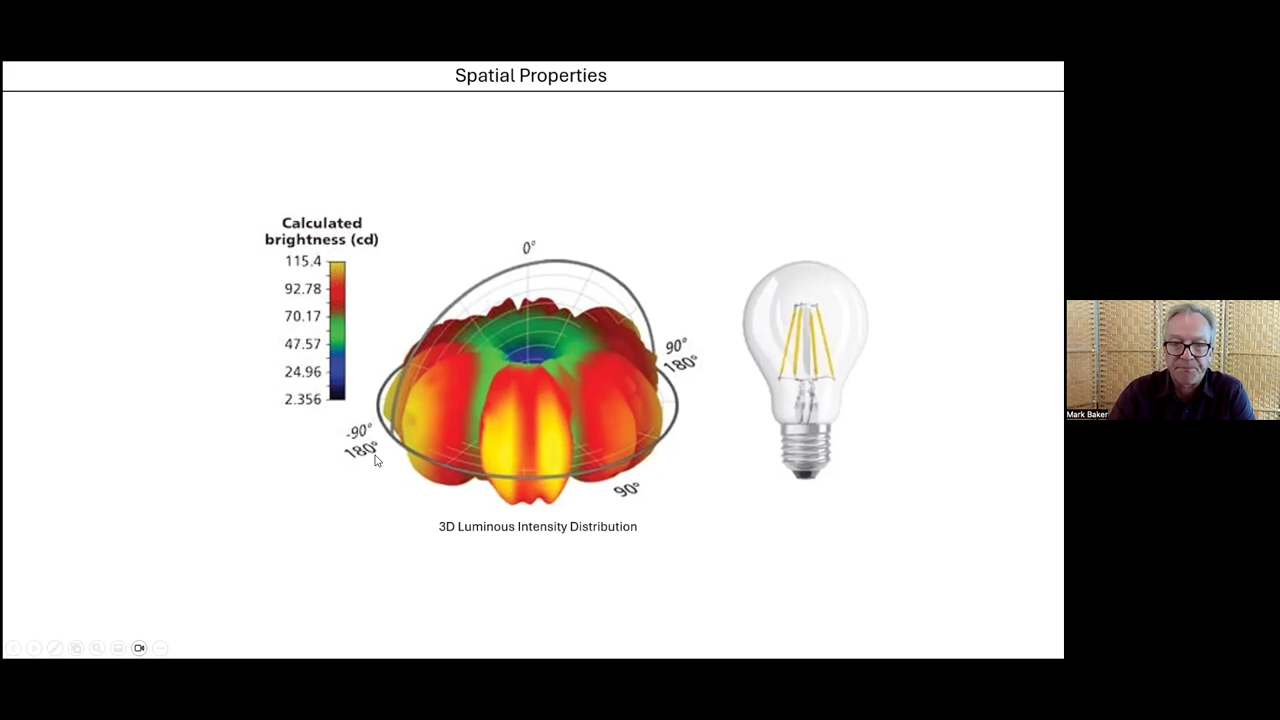 Spatial Properties
Calculated
brightness (cd)
115.4
92.78
70.17
47.57
24.96
2.356
0°
90°
180°
-90°
180°
90°
3D Luminous Intensity Distribution
Mark Baker